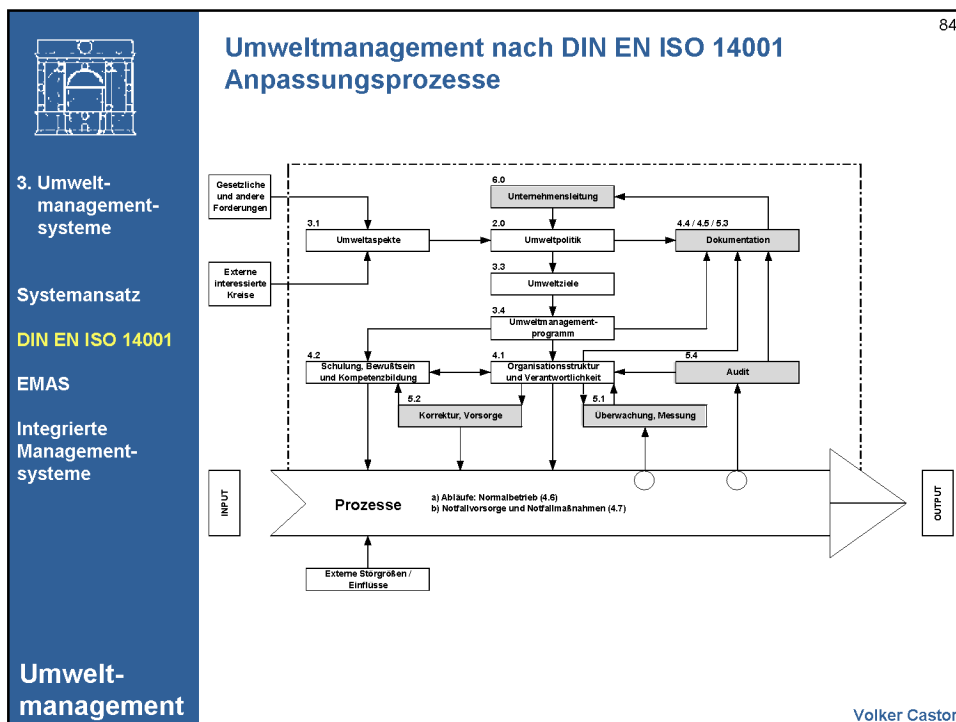 84
Umweltmanagement nach DIN EN ISO 14001
Anpassungsprozesse
3. Umwelt-
management-
systeme
Systemansatz
DIN EN ISO 14001
EMAS
Integrierte
Management-
systeme
Umwelt-
management
Gesetzliche
und andere
Forderungen
Externe
interessierte
Kreise
3.1
Umweltaspekte
6.0
Unternehmensleitung
2.0
Umweltpolitik
4.4 / 4.5 / 5.3
Dokumentation
3.3
Umweltziele
3.4
Umweltmanagement-
programm
4.2
Schulung, Bewußtsein
und Kompetenzbildung
4.1
Organisationsstruktur
und Verantwortlichkeit
5.4
Audit
5.2
Korrektur, Vorsorge
5.1
Überwachung, Messung
INPUT
Prozesse
a) Abläufe: Normalbetrieb (4.6)
b) Notfallvorsorge und Notfallmaßnahmen (4.7)
OUTPUT
Externe Störgrößen /
Einflüsse
Volker Castor